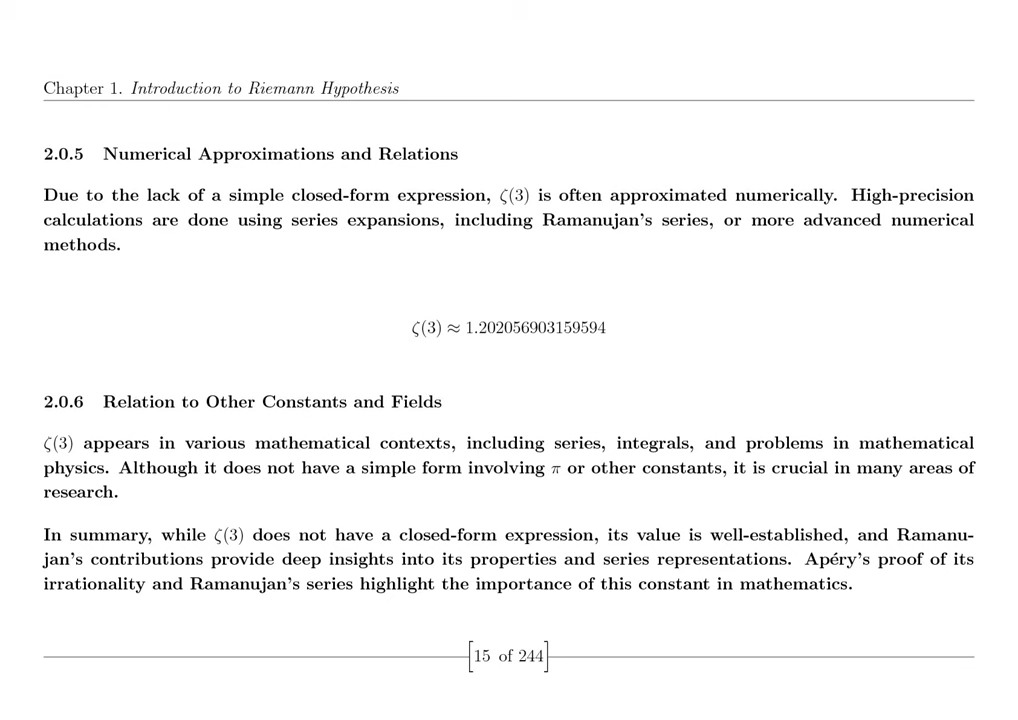 Chapter 1. Introduction to Riemann Hypothesis
2.0.5 Numerical Approximations and Relations
Due to the lack of a simple closed-form expression, ζ(3) is often approximated numerically. High-precision
calculations are done using series expansions, including Ramanujan's series, or more advanced numerical
methods.
ζ(3) ≈ 1.202056903159594
2.0.6 Relation to Other Constants and Fields
ζ(3) appears in various mathematical contexts, including series, integrals, and problems in mathematical
physics. Although it does not have a simple form involving π or other constants, it is crucial in many areas of
research.
In summary, while ζ(3) does not have a closed-form expression, its value is well-established, and Ramanu-
jan's contributions provide deep insights into its properties and series representations. Apéry's proof of its
irrationality and Ramanujan's series highlight the importance of this constant in mathematics.
[15 of 244]